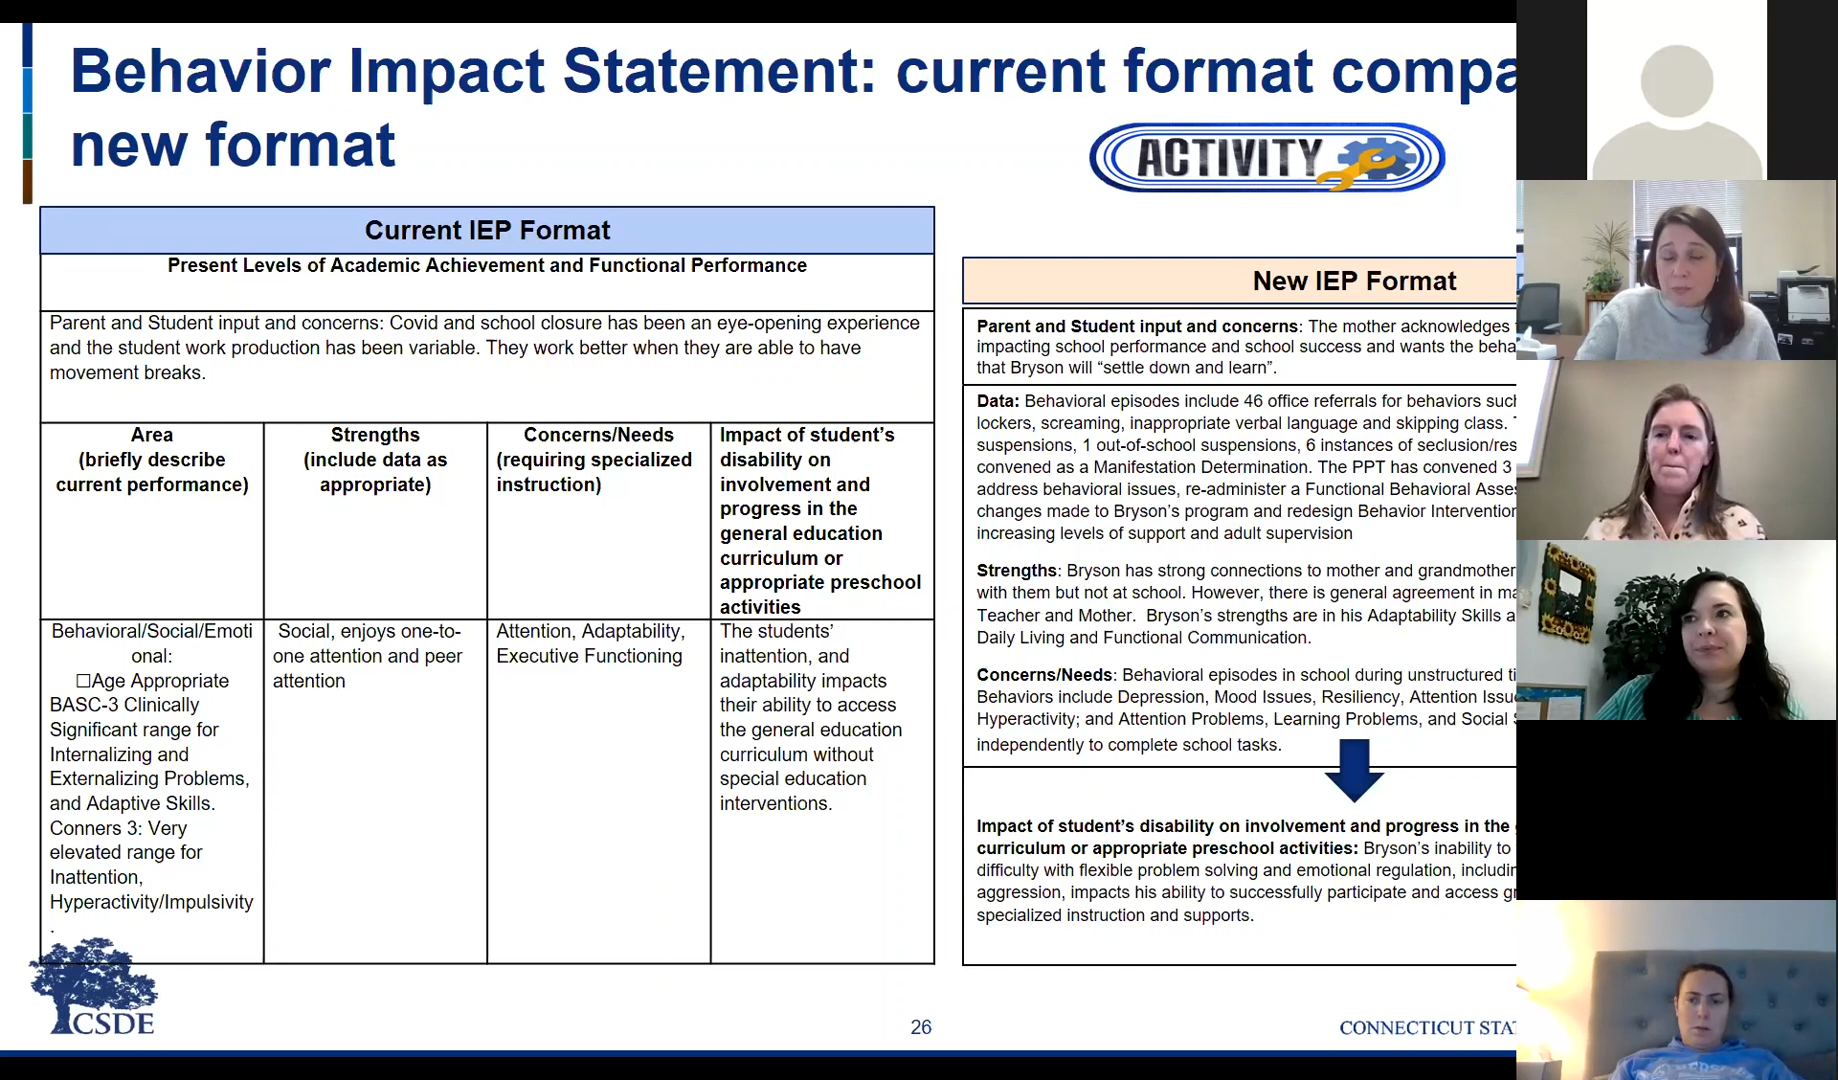 Behavior Impact Statement: current format compa
new format
ACTIVITY
Current IEP Format
Present Levels of Academic Achievement and Functional Performance
Parent and Student input and concerns: Covid and school closure has been an eye-opening experience
and the student work production has been variable. They work better when they are able to have
movement breaks.
Area
(briefly describe
current performance)
Strengths
(include data as
appropriate)
Concerns/Needs
(requiring specialized
instruction)
Impact of student's
disability on
involvement and
progress in the
general education
curriculum or
appropriate preschool
activities
Behavioral/Social/Emoti
onal:
☐Age Appropriate
BASC-3 Clinically
Significant range for
Internalizing and
Externalizing Problems,
and Adaptive Skills.
Conners 3: Very
elevated range for
Inattention,
Hyperactivity/Impulsivity
.
Social, enjoys one-to-
one attention and peer
attention
Attention, Adaptability,
Executive Functioning
The students'
inattention, and
adaptability impacts
their ability to access
the general education
curriculum without
special education
interventions.
New IEP Format
Parent and Student input and concerns: The mother acknowledges
impacting school performance and school success and wants the beha
that Bryson will "settle down and learn".
Data: Behavioral episodes include 46 office referrals for behaviors such
lockers, screaming, inappropriate verbal language and skipping class.
suspensions, 1 out-of-school suspensions, 6 instances of seclusion/res
convened as a Manifestation Determination. The PPT has convened 3
address behavioral issues, re-administer a Functional Behavioral Asse
changes made to Bryson's program and redesign Behavior Intervention
increasing levels of support and adult supervision
Strengths: Bryson has strong connections to mother and grandmother
with them but not at school. However, there is general agreement in ma
Teacher and Mother. Bryson's strengths are in his Adaptability Skills a
Daily Living and Functional Communication.
Concerns/Needs: Behavioral episodes in school during unstructured ti
Behaviors include Depression, Mood Issues, Resiliency, Attention Issu
Hyperactivity; and Attention Problems, Learning Problems, and Social
independently to complete school tasks.
Impact of student's disability on involvement and progress in the
curriculum or appropriate preschool activities: Bryson's inability to
difficulty with flexible problem solving and emotional regulation, includin
aggression, impacts his ability to successfully participate and access g
specialized instruction and supports.
CSDE
26
CONNECTICUT STA